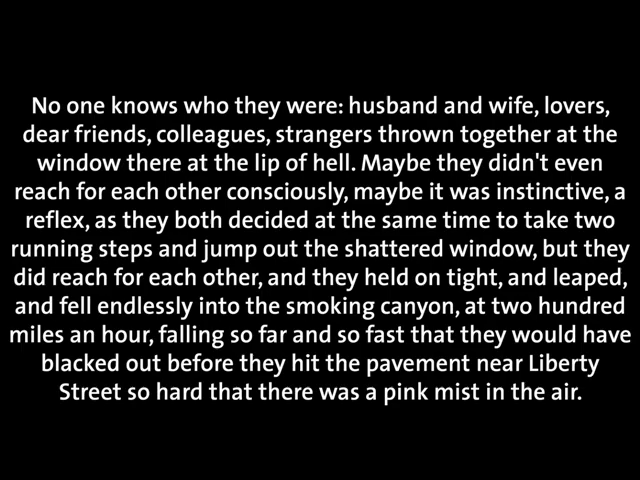 No one knows who they were: husband and wife, lovers,
dear friends, colleagues, strangers thrown together at the
window there at the lip of hell. Maybe they didn't even
reach for each other consciously, maybe it was instinctive, a
reflex, as they both decided at the same time to take two
running steps and jump out the shattered window, but they
did reach for each other, and they held on tight, and leaped,
and fell endlessly into the smoking canyon, at two hundred
miles an hour, falling so far and so fast that they would have
blacked out before they hit the pavement near Liberty
Street so hard that there was a pink mist in the air.